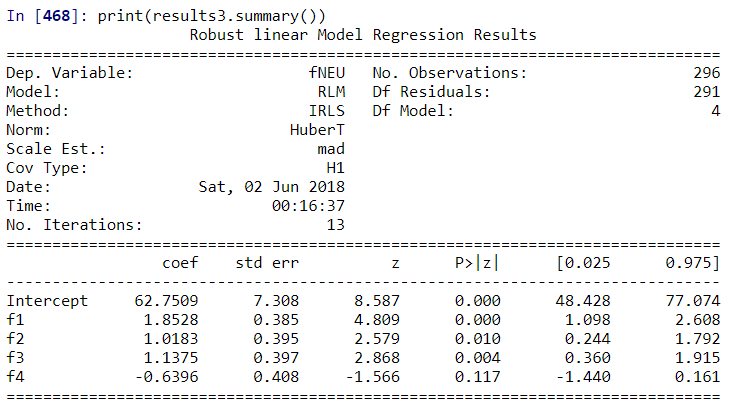 In [468]: print(results3.summary())
                    Robust linear Model Regression Results
==============================================================================
Dep. Variable:                   fNEU   No. Observations:                  296
Model:                            RLM   Df Residuals:                      291
Method:                          IRLS   Df Model:                            4
Norm:                          HuberT
Scale Est.:                       mad
Cov Type:                          H1
Date:                Sat, 02 Jun 2018
Time:                        00:16:37
No. Iterations:                    13
==============================================================================
                 coef    std err          z      P>|z|      [0.025      0.975]
------------------------------------------------------------------------------
Intercept     62.7509      7.308      8.587      0.000      48.428      77.074
f1             1.8528      0.385      4.809      0.000       1.098       2.608
f2             1.0183      0.395      2.579      0.010       0.244       1.792
f3             1.1375      0.397      2.868      0.004       0.360       1.915
f4            -0.6396      0.408     -1.566      0.117      -1.440       0.161
==============================================================================